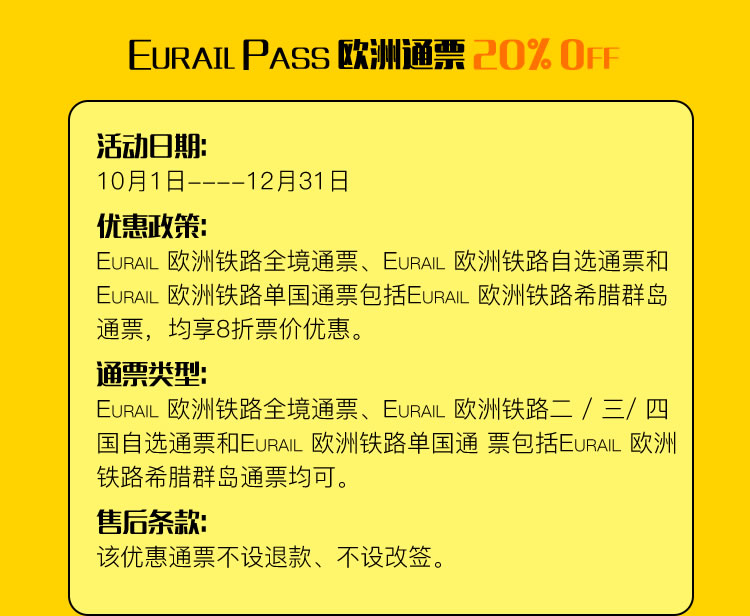 EURAIL PASS 欧洲通票 20% OFF
活动日期:
10月1日----12月31日
优惠政策:
EURAIL 欧洲铁路全境通票、EURAIL 欧洲铁路自选通票和
EURAIL 欧洲铁路单国通票包括EURAIL 欧洲铁路希腊群岛
通票，均享8折票价优惠。
通票类型:
EURAIL 欧洲铁路全境通票、EURAIL 欧洲铁路二 / 三/ 四
国自选通票和EURAIL 欧洲铁路单国通 票包括EURAIL 欧洲
铁路希腊群岛通票均可。
售后条款:
该优惠通票不设退款、不设改签。